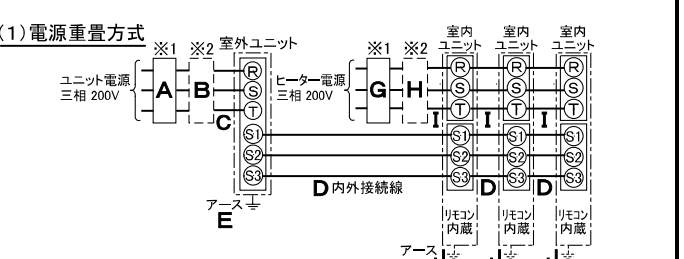 (1)電源重畳方式
※1 ※2 室外ユニット
ユニット電源
三相 200V
A B
R
S
T
C
S1
S2
S3
アース
E
※1 ※2
ヒーター電源
三相 200V
G H
室内
ユニット
室内
ユニット
室内
ユニット
R R R
S S S
T T T
I I I
S1 S1 S1
S2 S2 S2
S3 S3 S3
D 内外接続線 D D
リモコン
内蔵
リモコン
内蔵
リモコン
内蔵
アース